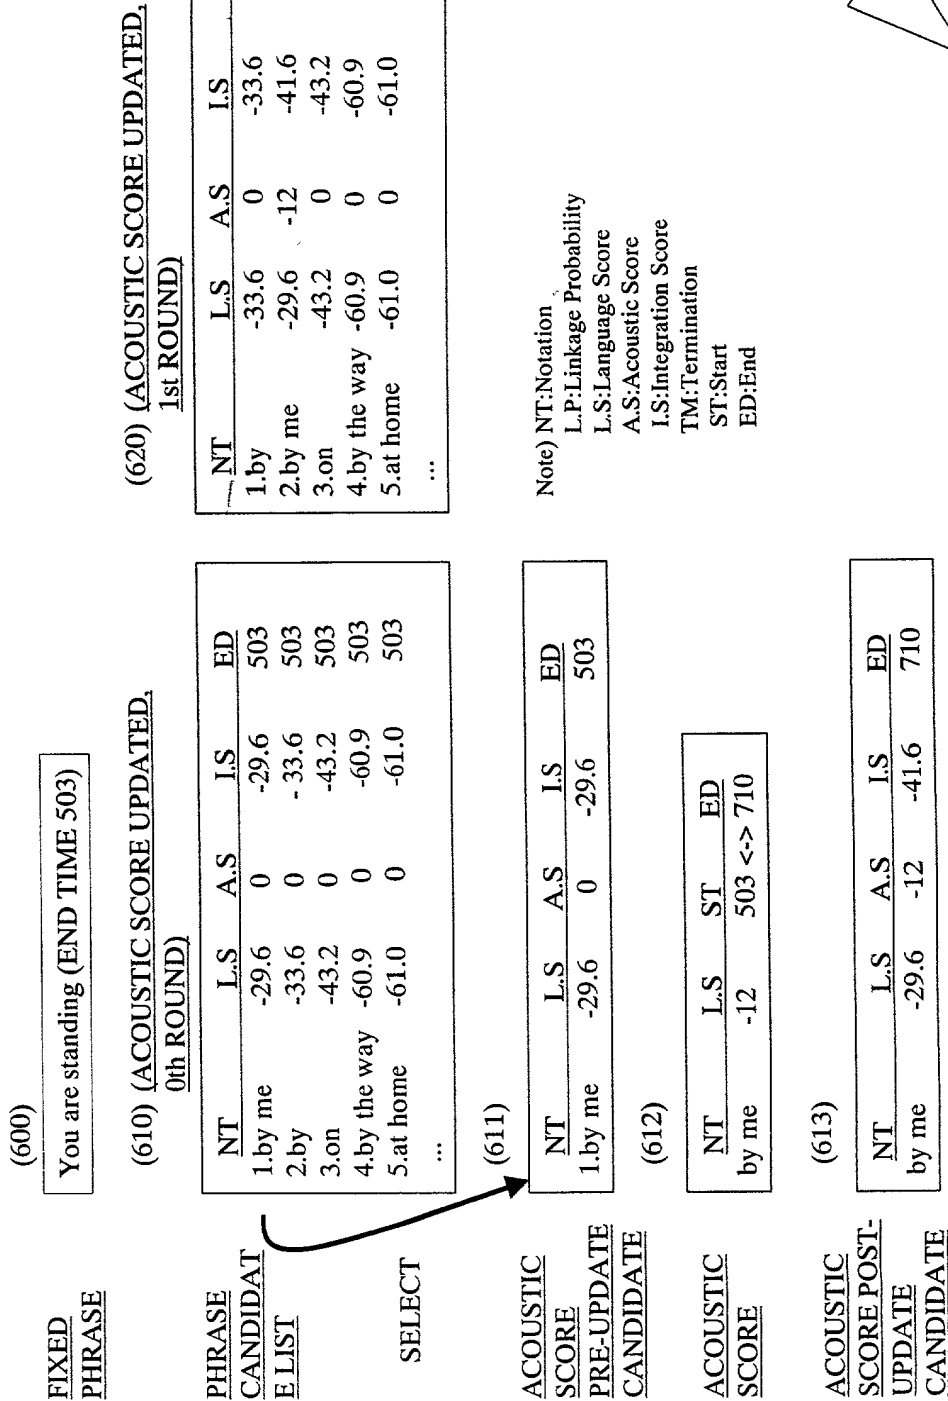 (600)
FIXED
PHRASE
You are standing (END TIME 503)
(610) (ACOUSTIC SCORE UPDATED,
0th ROUND)
PHRASE
CANDIDAT
E LIST
NT L.S A.S I.S ED
1.by me -29.6 0 -29.6 503
2.by -33.6 0 - 33.6 503
3.on -43.2 0 -43.2 503
4.by the way -60.9 0 -60.9 503
5.at home -61.0 0 -61.0 503
...
SELECT
(611)
ACOUSTIC
SCORE
PRE-UPDATE
CANDIDATE
NT L.S A.S I.S ED
1.by me -29.6 0 -29.6 503
(612)
ACOUSTIC
SCORE
NT L.S ST ED
by me -12 503 <-> 710
(613)
ACOUSTIC
SCORE POST-
UPDATE
CANDIDATE
NT L.S A.S I.S ED
by me -29.6 -12 -41.6 710
(620) (ACOUSTIC SCORE UPDATED,
1st ROUND)
NT L.S A.S I.S
1.by -33.6 0 -33.6
2.by me -29.6 -12 -41.6
3.on -43.2 0 -43.2
4.by the way -60.9 0 -60.9
5.at home -61.0 0 -61.0
...
Note) NT:Notation
L.P:Linkage Probability
L.S:Language Score
A.S:Acoustic Score
I.S:Integration Score
TM:Termination
ST:Start
ED:End